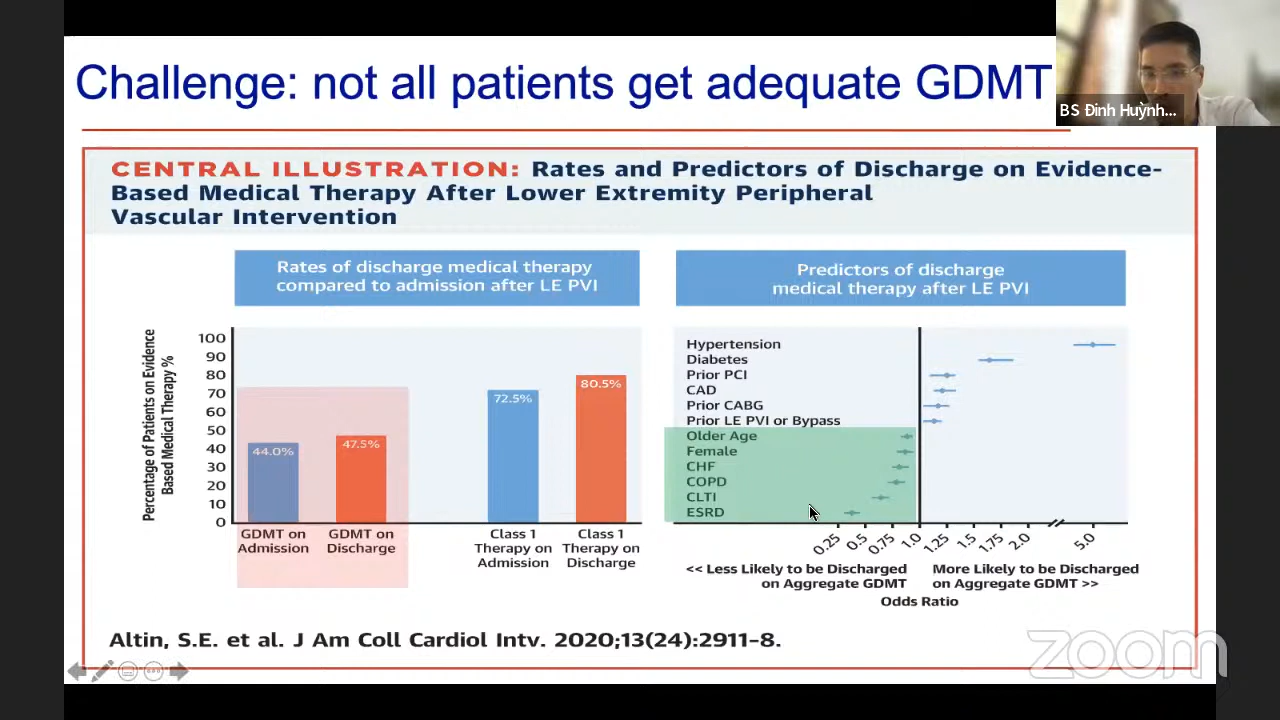 Challenge: not all patients get adequate GDMT
BS Đinh Huỳnh...
CENTRAL ILLUSTRATION: Rates and Predictors of Discharge on Evidence-
Based Medical Therapy After Lower Extremity Peripheral
Vascular Intervention
Rates of discharge medical therapy
compared to admission after LE PVI
Percentage of Patients on Evidence
Based Medical Therapy %
100
90
80
70
60
50
40
30
20
10
0
44.0%
47.5%
72.5%
80.5%
GDMT on
Admission
GDMT on
Discharge
Class 1
Therapy on
Admission
Class 1
Therapy on
Discharge
Predictors of discharge
medical therapy after LE PVI
Hypertension
Diabetes
Prior PCI
CAD
Prior CABG
Prior LE PVI or Bypass
Older Age
Female
CHF
COPD
CLTI
ESRD
0.25
0.5
0.75
1.0
1.25
1.5
1.75
2.0
5.0
<< Less Likely to be Discharged
on Aggregate GDMT
More Likely to be Discharged
on Aggregate GDMT >>
Odds Ratio
Altin, S.E. et al. J Am Coll Cardiol Intv. 2020;13(24):2911-8.
zoom